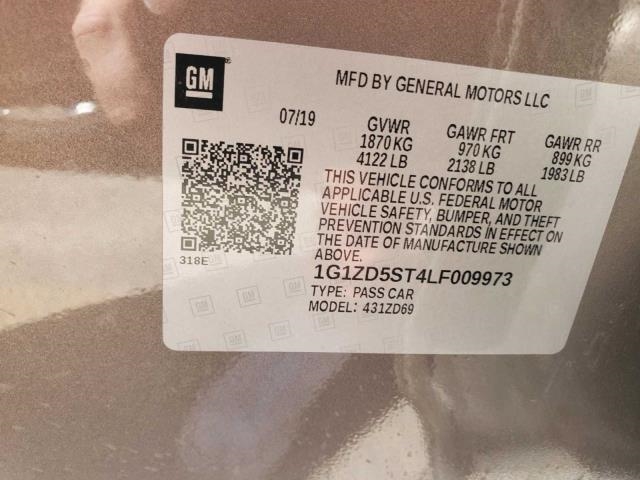 GM
MFD BY GENERAL MOTORS LLC
07/19 GVWR GAWR FRT GAWR RR
1870 KG 970 KG 899 KG
4122 LB 2138 LB 1983 LB
THIS VEHICLE CONFORMS TO ALL
APPLICABLE U.S. FEDERAL MOTOR
VEHICLE SAFETY, BUMPER, AND THEFT
PREVENTION STANDARDS IN EFFECT ON
THE DATE OF MANUFACTURE SHOWN
ABOVE.
318E
1G1ZD5ST4LF009973
TYPE: PASS CAR
MODEL: 431ZD69